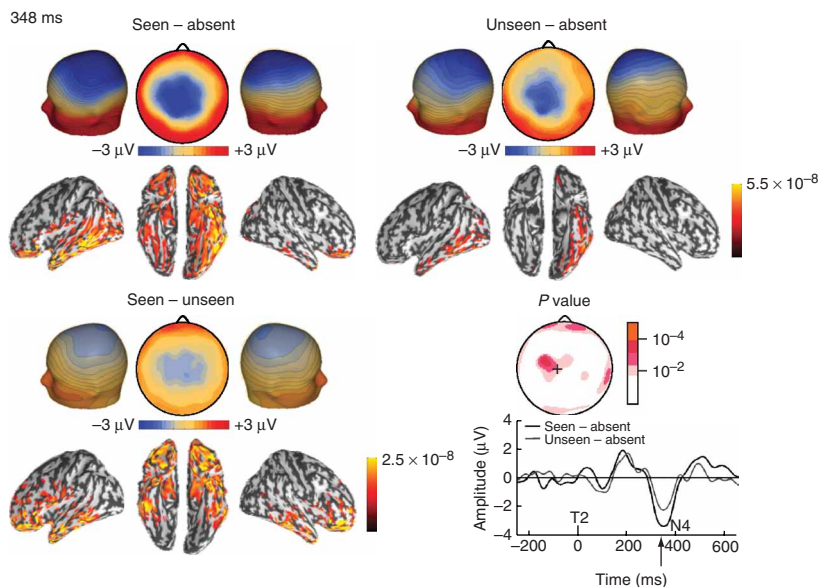 348 ms
Seen – absent
Unseen – absent
−3 μV +3 μV
−3 μV +3 μV
5.5 × 10⁻⁸
Seen – unseen
P value
10⁻⁴
10⁻²
−3 μV +3 μV
2.5 × 10⁻⁸
Seen – absent
Unseen – absent
Amplitude (μV)
4
2
0
−2
−4
T2
N4
−200 0 200 400 600
Time (ms)